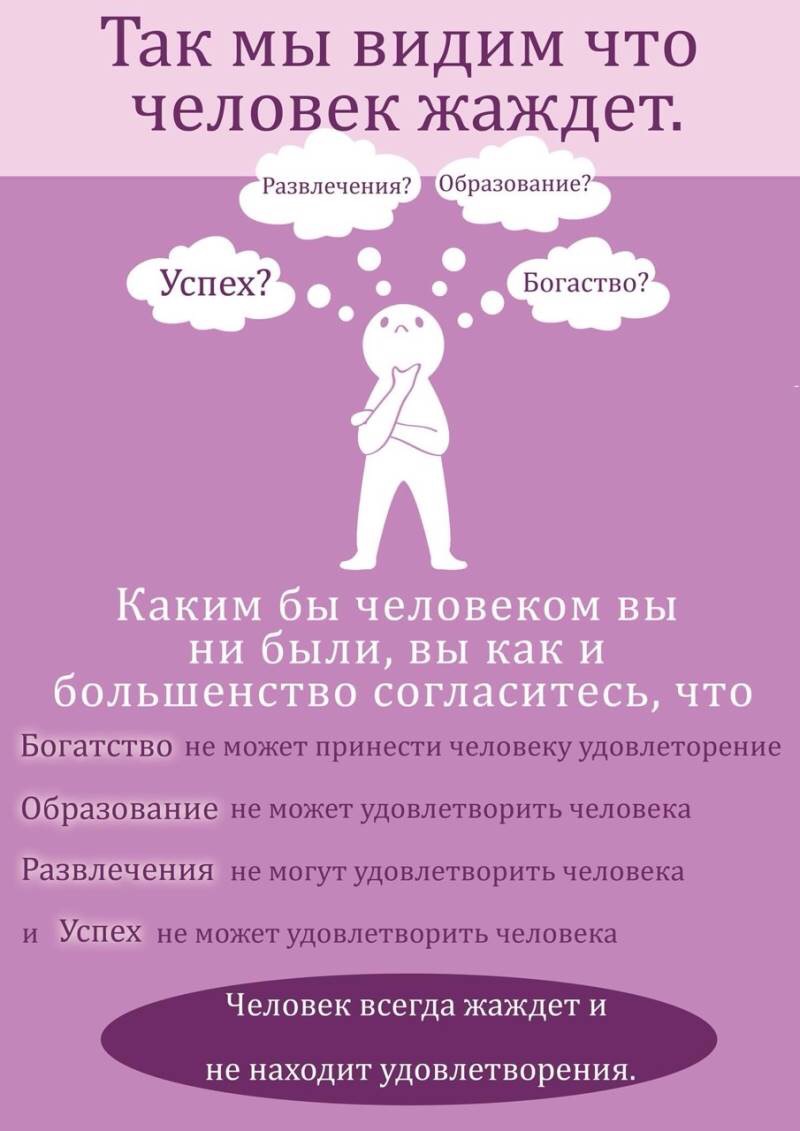 Так мы видим что
человек жаждет.
Развлечения?
Образование?
Успех?
Богаство?
Каким бы человеком вы
ни были, вы как и
большенство согласитесь, что
Богатство не может принести человеку удовлеторение
Образование не может удовлетворить человека
Развлечения не могут удовлетворить человека
и Успех не может удовлетворить человека
Человек всегда жаждет и
не находит удовлетворения.